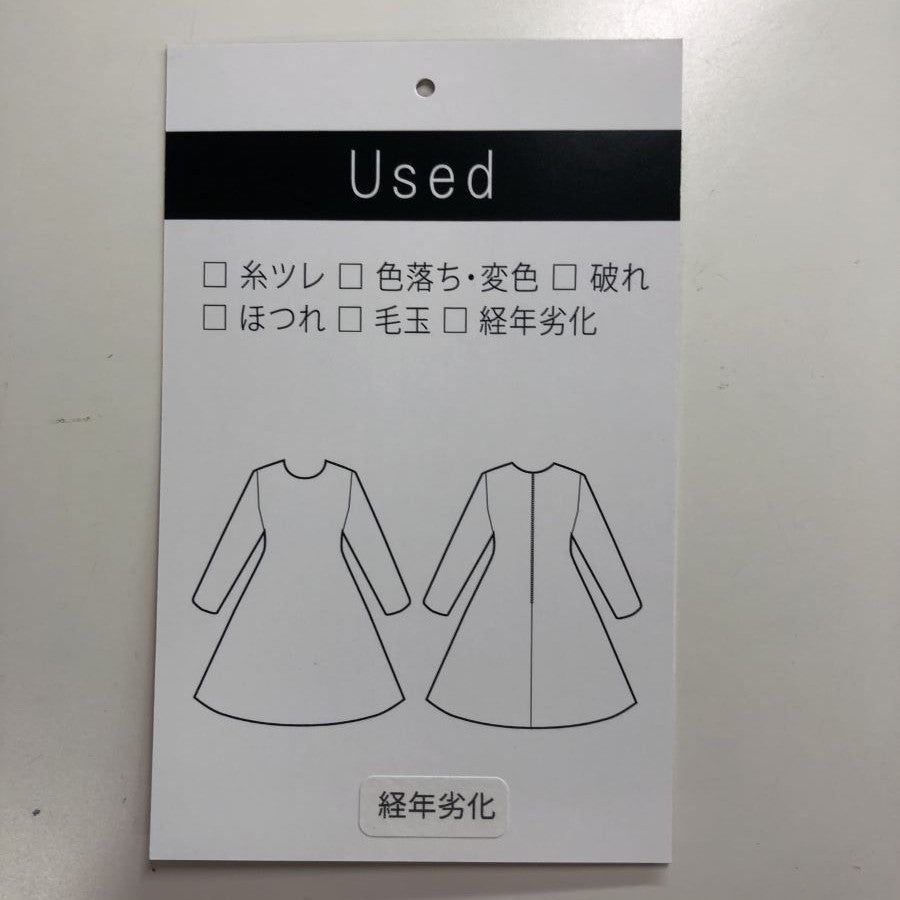 Used
□ 糸ツレ □ 色落ち・変色 □ 破れ
□ ほつれ □ 毛玉 □ 経年劣化
経年劣化